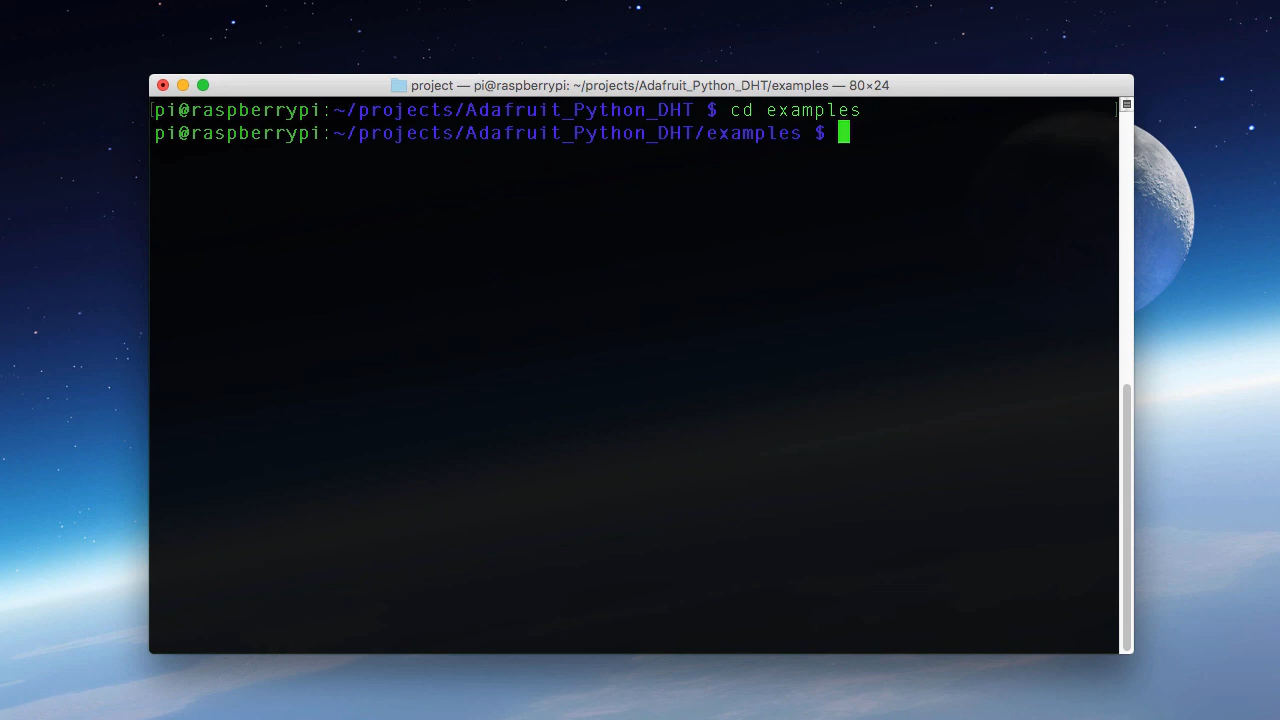 project — pi@raspberrypi: ~/projects/Adafruit_Python_DHT/examples — 80×24
[pi@raspberrypi:~/projects/Adafruit_Python_DHT $ cd examples ]
pi@raspberrypi:~/projects/Adafruit_Python_DHT/examples $